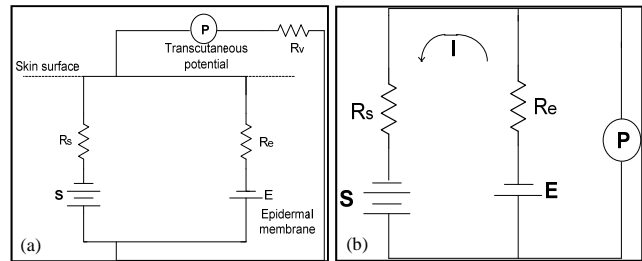 P
Rv
Transcutaneous
potential
Skin surface
Rs
Re
S
E
Epidermal
membrane
(a)
I
Rs
Re
P
S
E
(b)